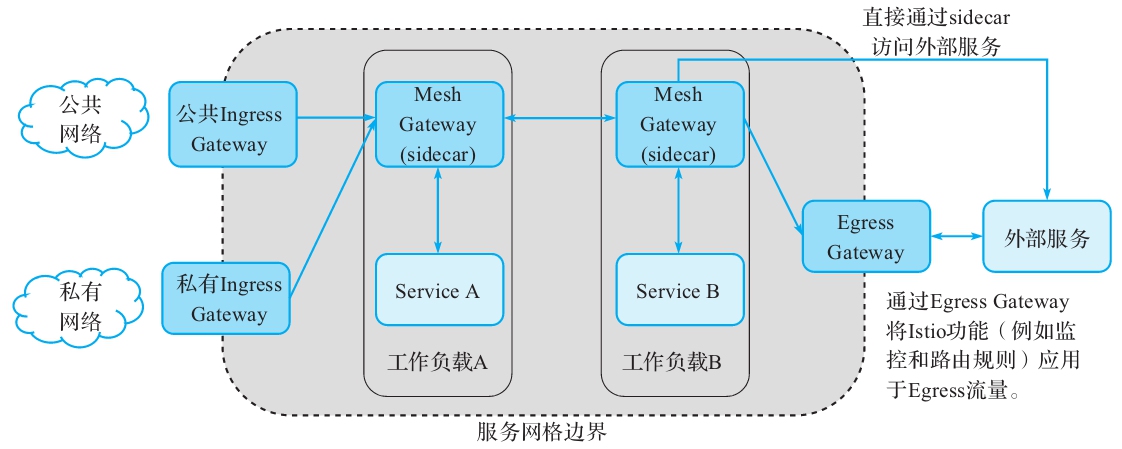 直接通过sidecar
访问外部服务
公共
网络
公共Ingress
Gateway
Mesh
Gateway
(sidecar)
Mesh
Gateway
(sidecar)
Egress
Gateway
外部服务
私有
网络
私有Ingress
Gateway
Service A
Service B
通过Egress Gateway
将Istio功能（例如监
控和路由规则）应用
于Egress流量。
工作负载A
工作负载B
服务网格边界